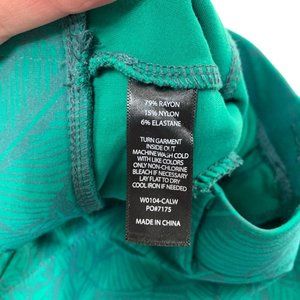 79% RAYON
15% NYLON
6% ELASTANE
TURN GARMENT
INSIDE OUT
MACHINE WASH COLD
WITH LIKE COLORS
ONLY NON-CHLORINE
BLEACH IF NECESSARY
LAY FLAT TO DRY
COOL IRON IF NEEDED
W0104-CALW
PO#7175
MADE IN CHINA